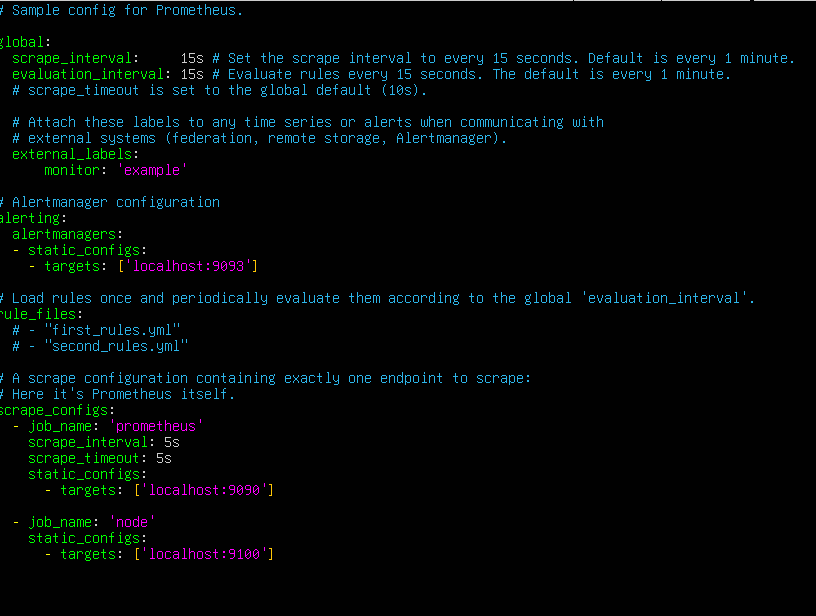 # Sample config for Prometheus.
global:
  scrape_interval:     15s # Set the scrape interval to every 15 seconds. Default is every 1 minute.
  evaluation_interval: 15s # Evaluate rules every 15 seconds. The default is every 1 minute.
  # scrape_timeout is set to the global default (10s).
  # Attach these labels to any time series or alerts when communicating with
  # external systems (federation, remote storage, Alertmanager).
  external_labels:
      monitor: 'example'
# Alertmanager configuration
alerting:
  alertmanagers:
  - static_configs:
    - targets: ['localhost:9093']
# Load rules once and periodically evaluate them according to the global 'evaluation_interval'.
rule_files:
  # - "first_rules.yml"
  # - "second_rules.yml"
# A scrape configuration containing exactly one endpoint to scrape:
# Here it's Prometheus itself.
scrape_configs:
  - job_name: 'prometheus'
    scrape_interval: 5s
    scrape_timeout: 5s
    static_configs:
      - targets: ['localhost:9090']
  - job_name: 'node'
    static_configs:
      - targets: ['localhost:9100']